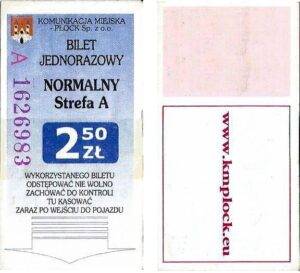 KOMUNIKACJA MIEJSKA
- PŁOCK Sp. z o.o.
BILET
JEDNORAZOWY
NORMALNY
Strefa A
A 1626983
2 50 ZŁ
WYKORZYSTANEGO BILETU
ODSTĘPOWAĆ NIE WOLNO
ZACHOWAĆ DO KONTROLI
TU KASOWAĆ
ZARAZ PO WEJŚCIU DO POJAZDU
www.kmplock.eu